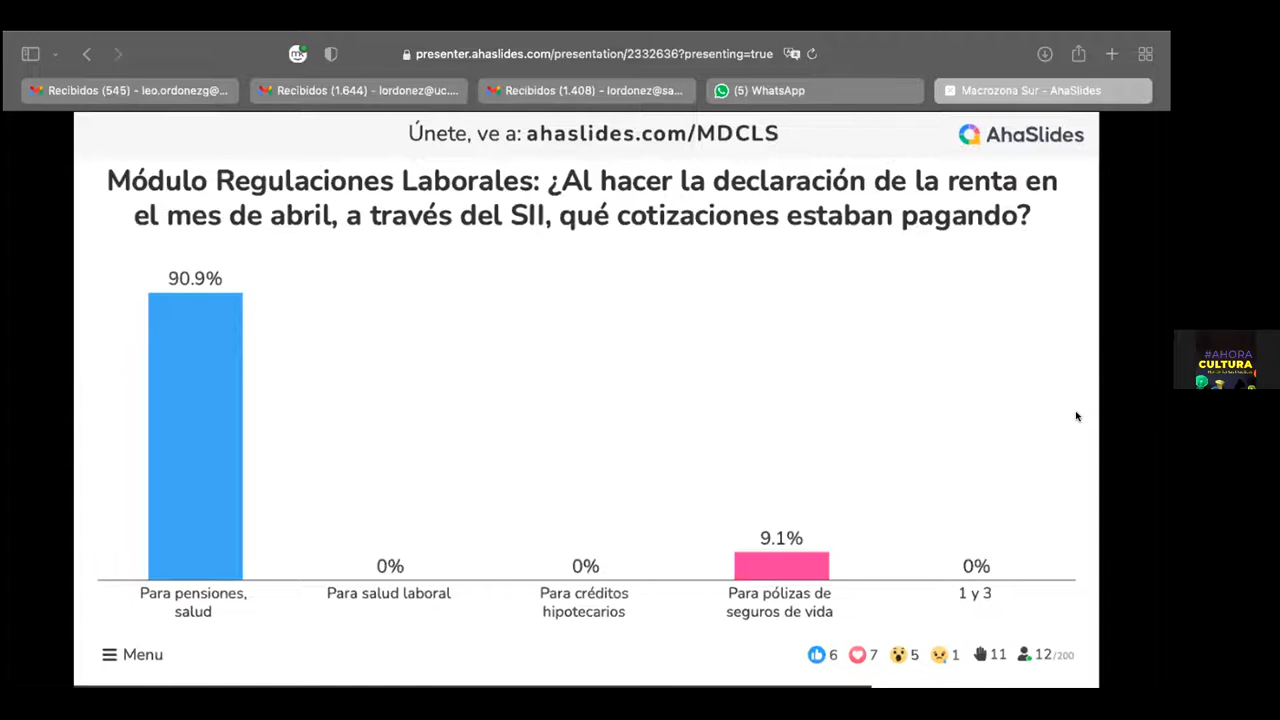 presenter.ahaslides.com/presentation/2332636?presenting=true
Recibidos (545) - leo.ordonezg@...
Recibidos (1.644) - lordonez@uc....
Recibidos (1.408) - lordonez@sa...
(5) WhatsApp
Macrozona Sur - AhaSlides
Únete, ve a: ahaslides.com/MDCLS
AhaSlides
Módulo Regulaciones Laborales: ¿Al hacer la declaración de la renta en
el mes de abril, a través del SII, qué cotizaciones estaban pagando?
90.9%
0%
0%
9.1%
0%
Para pensiones,
salud
Para salud laboral
Para créditos
hipotecarios
Para pólizas de
seguros de vida
1 y 3
Menu
6
7
5
1
11
12/200
#AHORA
CULTURA